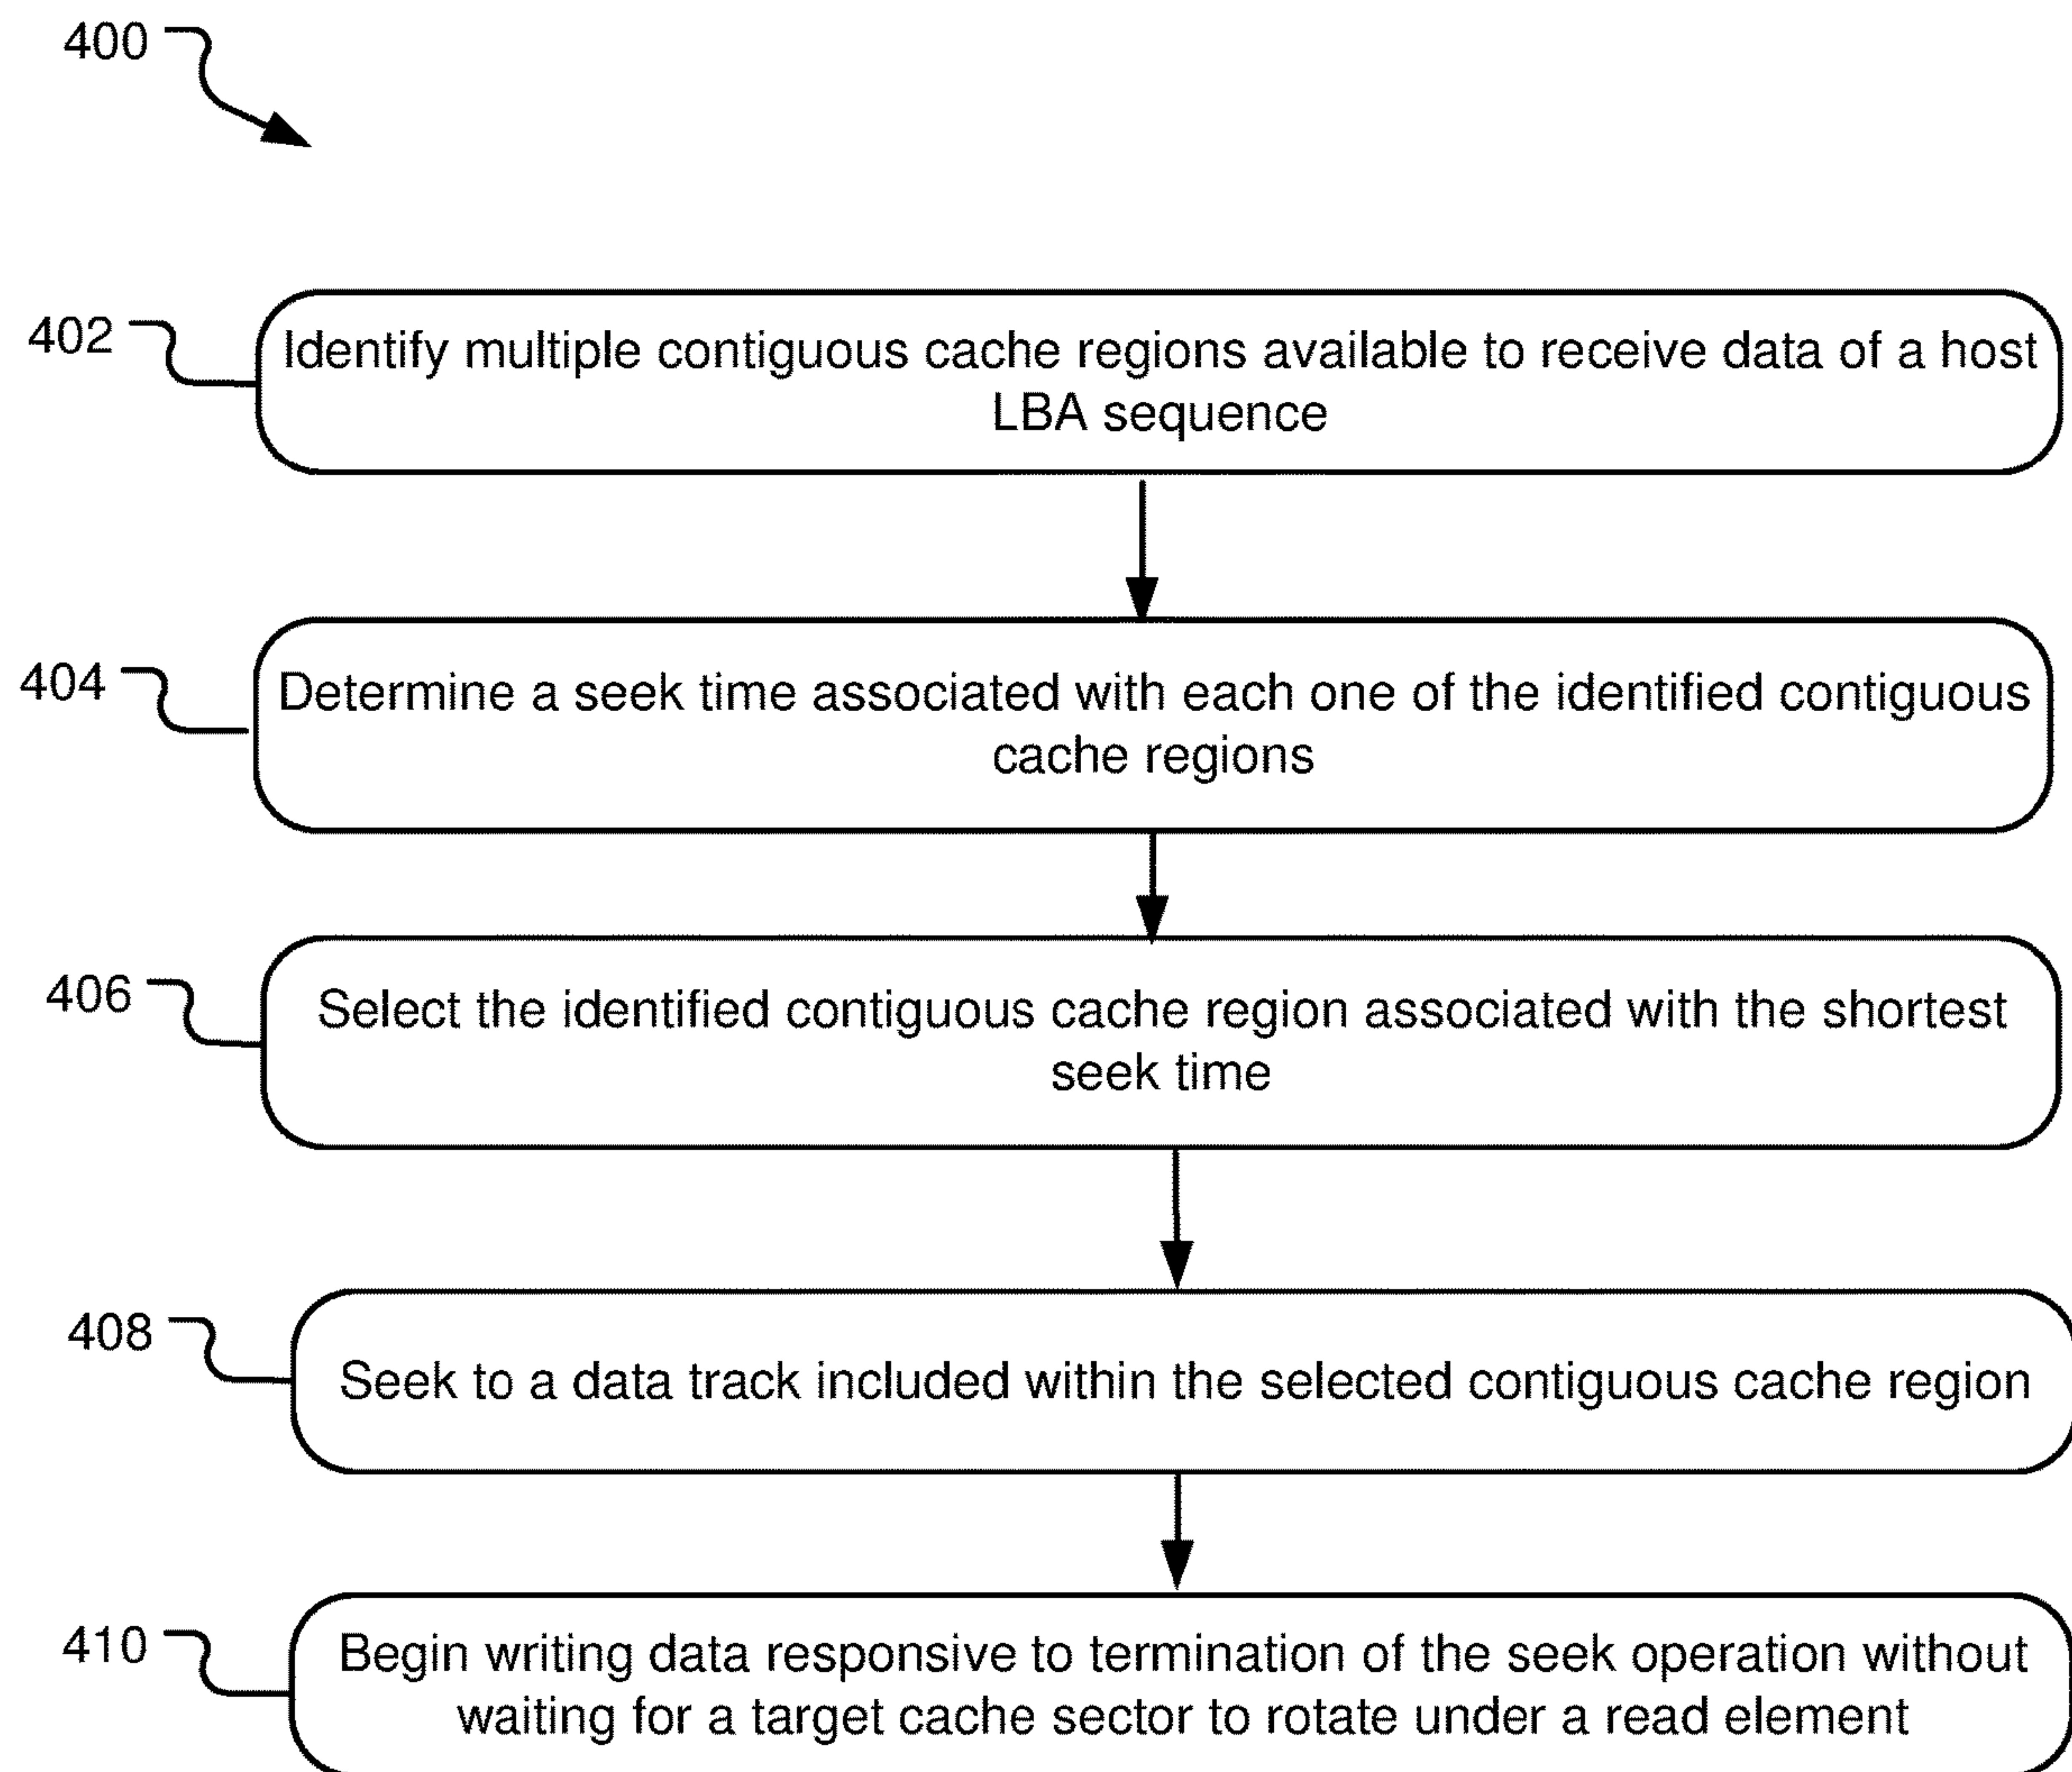 400
402
Identify multiple contiguous cache regions available to receive data of a host
LBA sequence
404
Determine a seek time associated with each one of the identified contiguous
cache regions
406
Select the identified contiguous cache region associated with the shortest
seek time
408
Seek to a data track included within the selected contiguous cache region
410
Begin writing data responsive to termination of the seek operation without
waiting for a target cache sector to rotate under a read element